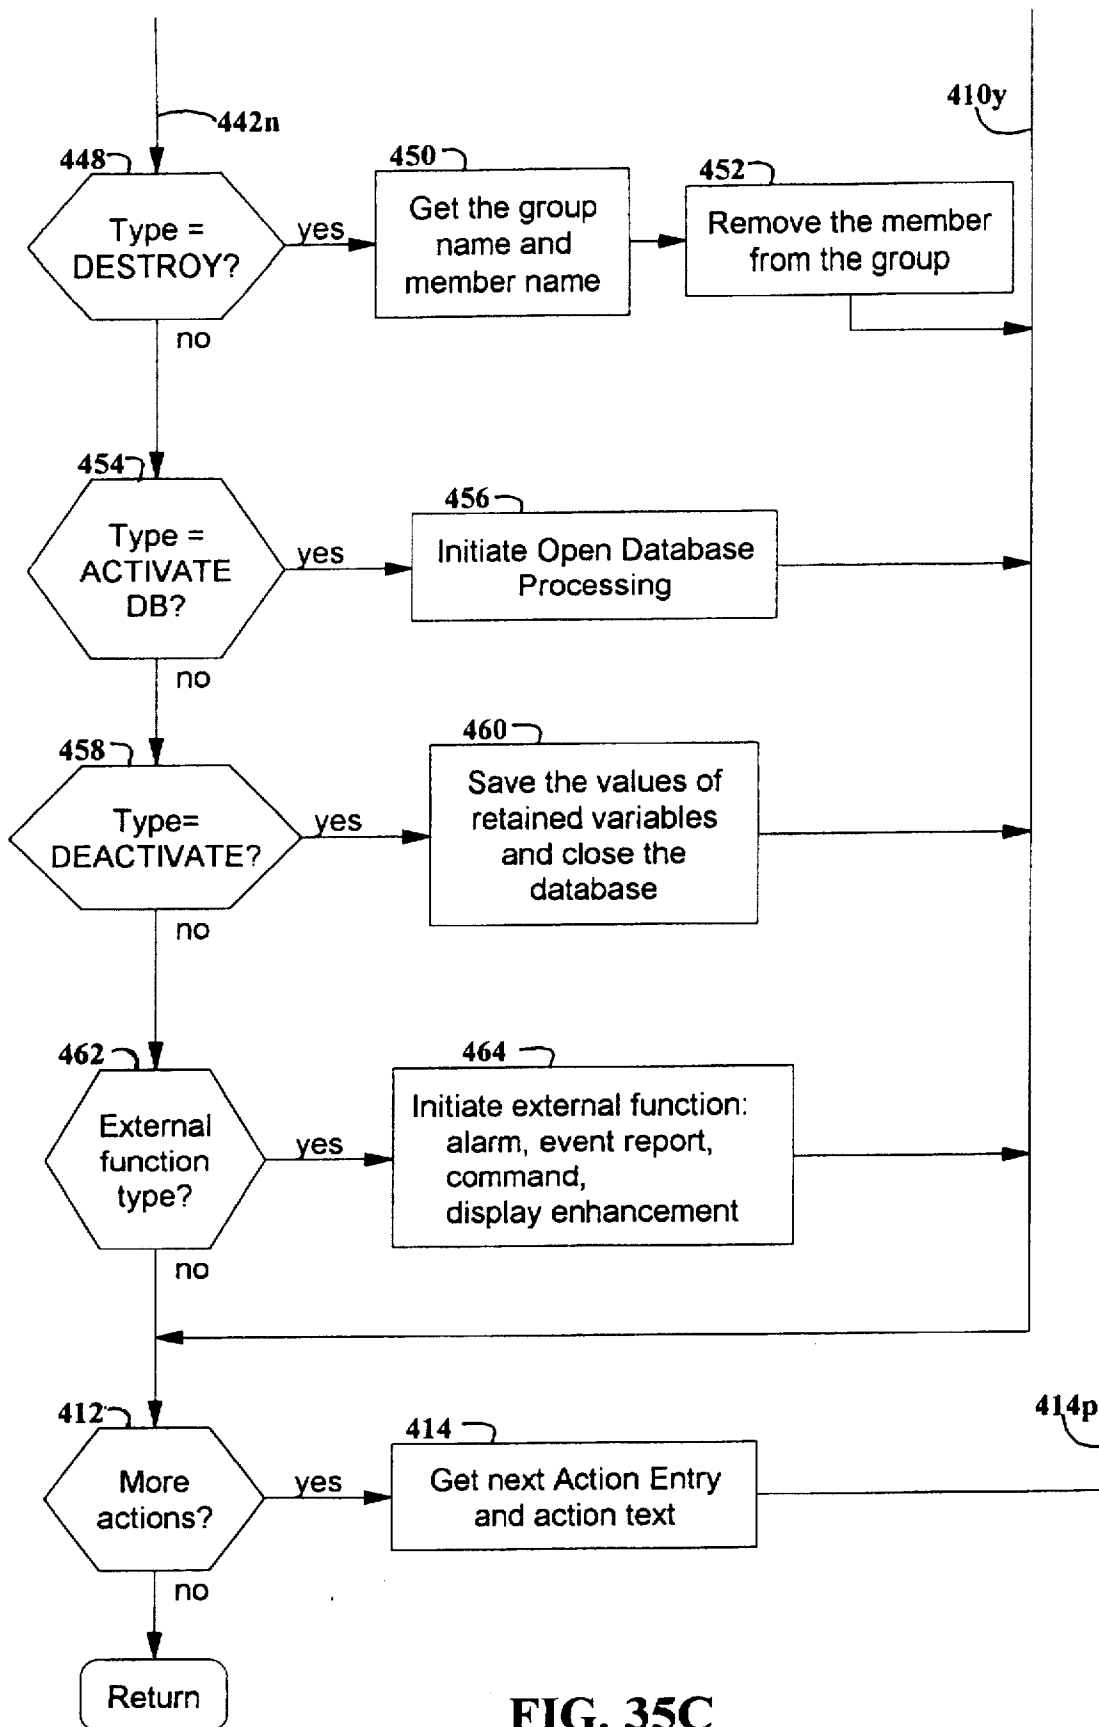 442n
410y
448
Type =
DESTROY?
yes
450
Get the group
name and
member name
452
Remove the member
from the group
no
454
Type =
ACTIVATE
DB?
yes
456
Initiate Open Database
Processing
no
458
Type=
DEACTIVATE?
yes
460
Save the values of
retained variables
and close the
database
no
462
External
function
type?
yes
464
Initiate external function:
alarm, event report,
command,
display enhancement
no
412
More
actions?
yes
414
Get next Action Entry
and action text
414p
no
Return
FIG. 35C